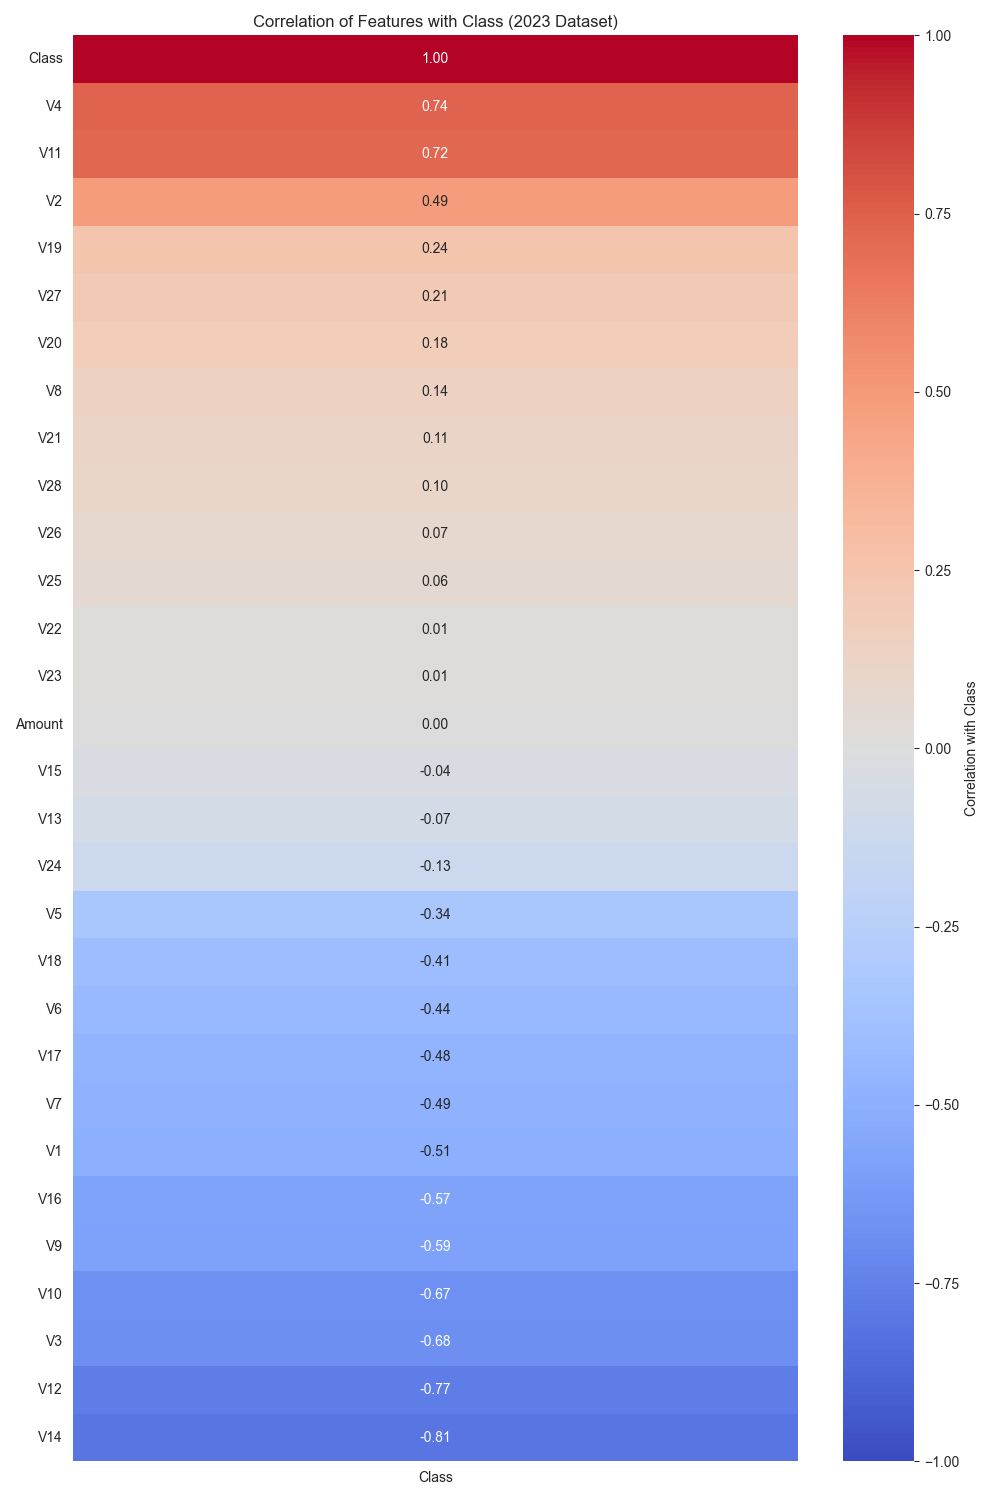 Correlation of Features with Class (2023 Dataset)
Class 1.00
V4 0.74
V11 0.72
V2 0.49
V19 0.24
V27 0.21
V20 0.18
V8 0.14
V21 0.11
V28 0.10
V26 0.07
V25 0.06
V22 0.01
V23 0.01
Amount 0.00
V15 -0.04
V13 -0.07
V24 -0.13
V5 -0.34
V18 -0.41
V6 -0.44
V17 -0.48
V7 -0.49
V1 -0.51
V16 -0.57
V9 -0.59
V10 -0.67
V3 -0.68
V12 -0.77
V14 -0.81
Class
1.00
0.75
0.50
0.25
0.00
−0.25
−0.50
−0.75
−1.00
Correlation with Class